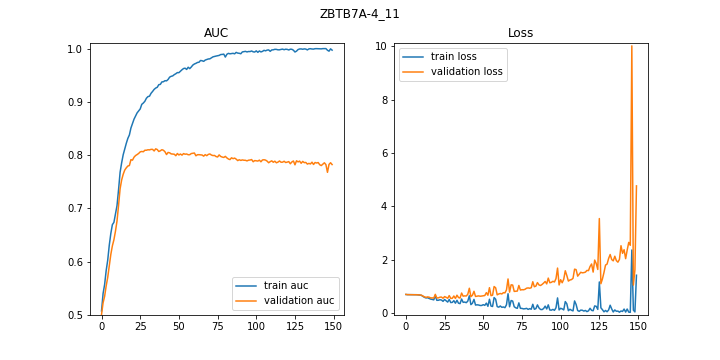 ZBTB7A-4_11
AUC
1.0
0.9
0.8
0.7
0.6
0.5
0 25 50 75 100 125 150
train auc
validation auc
Loss
10
8
6
4
2
0
0 25 50 75 100 125 150
train loss
validation loss